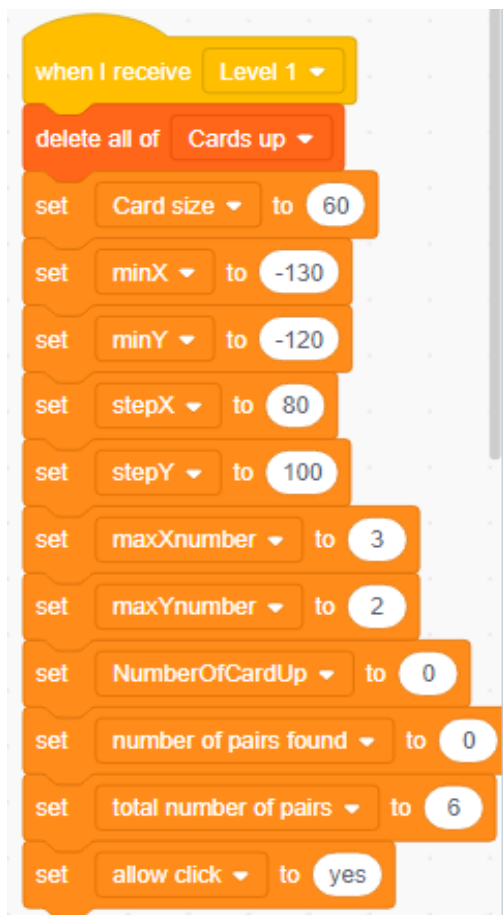 when I receive Level 1
delete all of Cards up
set Card size to 60
set minX to -130
set minY to -120
set stepX to 80
set stepY to 100
set maxXnumber to 3
set maxYnumber to 2
set NumberOfCardUp to 0
set number of pairs found to 0
set total number of pairs to 6
set allow click to yes